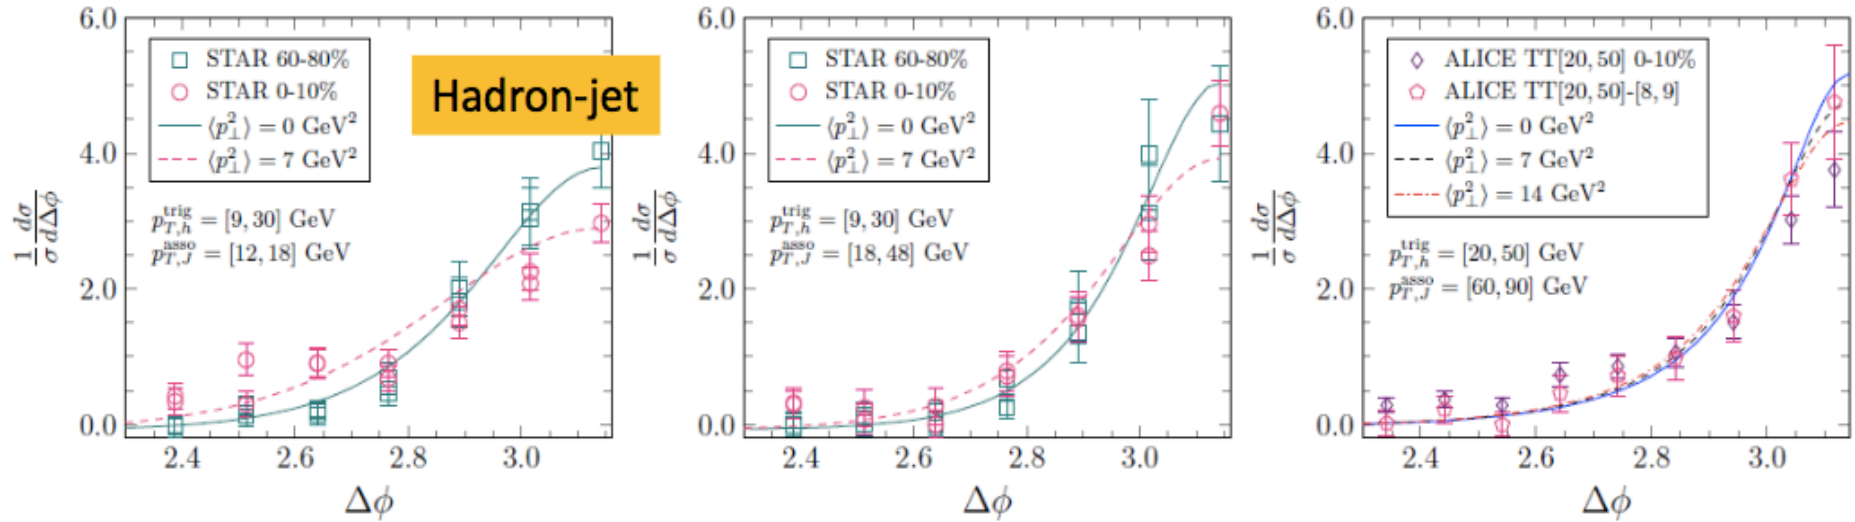 6.0
4.0
2.0
0.0
STAR 60-80%
STAR 0-10%
⟨p⊥²⟩ = 0 GeV²
⟨p⊥²⟩ = 7 GeV²
Hadron-jet
p_{T,h}^{trig} = [9, 30] GeV
p_{T,J}^{asso} = [12, 18] GeV
1/σ dσ/dΔϕ
2.4 2.6 2.8 3.0
Δϕ
6.0
4.0
2.0
0.0
STAR 60-80%
STAR 0-10%
⟨p⊥²⟩ = 0 GeV²
⟨p⊥²⟩ = 7 GeV²
p_{T,h}^{trig} = [9, 30] GeV
p_{T,J}^{asso} = [18, 48] GeV
1/σ dσ/dΔϕ
2.4 2.6 2.8 3.0
Δϕ
6.0
4.0
2.0
0.0
ALICE TT[20, 50] 0-10%
ALICE TT[20, 50]-[8, 9]
⟨p⊥²⟩ = 0 GeV²
⟨p⊥²⟩ = 7 GeV²
⟨p⊥²⟩ = 14 GeV²
p_{T,h}^{trig} = [20, 50] GeV
p_{T,J}^{asso} = [60, 90] GeV
1/σ dσ/dΔϕ
2.4 2.6 2.8 3.0
Δϕ